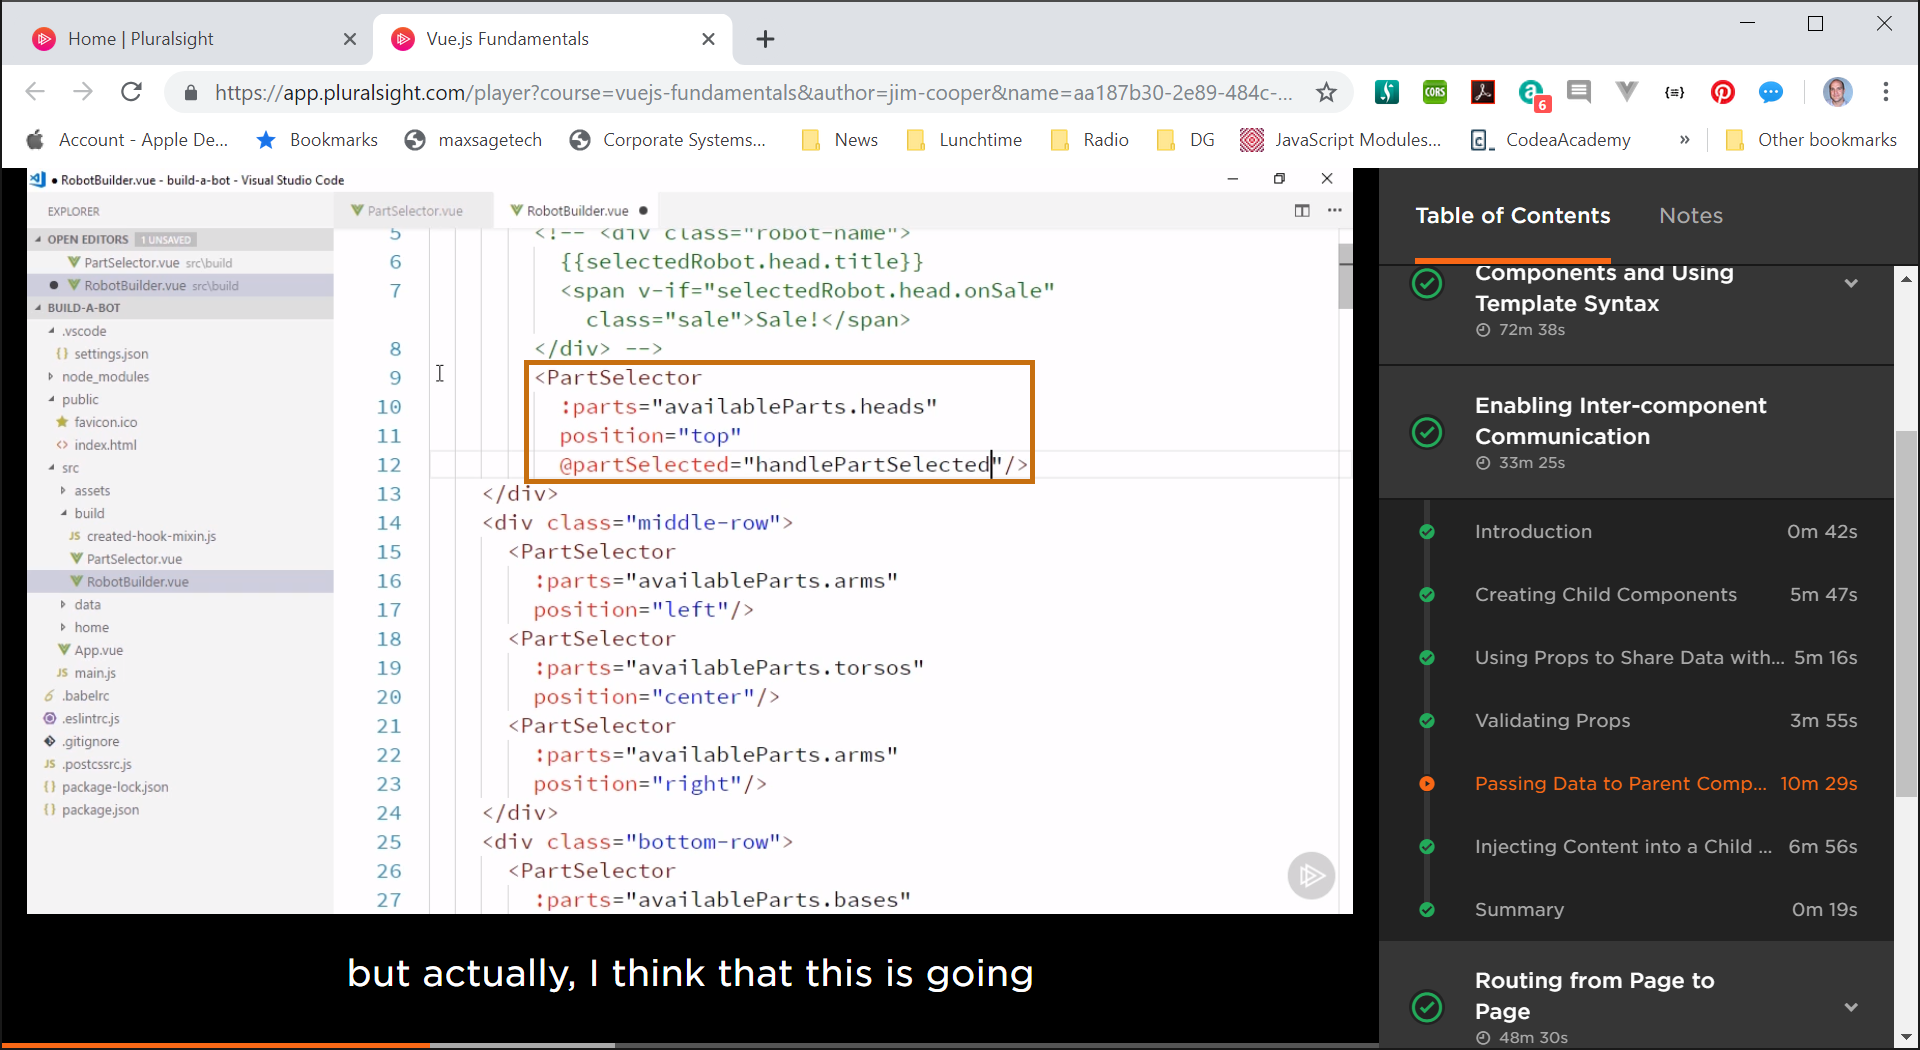 Home | Pluralsight
Vue.js Fundamentals
https://app.pluralsight.com/player?course=vuejs-fundamentals&author=jim-cooper&name=aa187b30-2e89-484c-...
CORS
6
Account - Apple De...
Bookmarks
maxsagetech
Corporate Systems...
News
Lunchtime
Radio
DG
JavaScript Modules...
CodeaAcademy
»
Other bookmarks
● RobotBuilder.vue - build-a-bot - Visual Studio Code
EXPLORER
OPEN EDITORS 1 UNSAVED
PartSelector.vue src\build
RobotBuilder.vue src\build
BUILD-A-BOT
.vscode
{} settings.json
node_modules
public
favicon.ico
<> index.html
src
assets
build
JS created-hook-mixin.js
PartSelector.vue
RobotBuilder.vue
data
home
App.vue
JS main.js
.babelrc
.eslintrc.js
.gitignore
JS .postcssrc.js
{} package-lock.json
{} package.json
PartSelector.vue
RobotBuilder.vue ●
5 <!-- <div class="robot-name">
6 {{selectedRobot.head.title}}
7 <span v-if="selectedRobot.head.onSale"
class="sale">Sale!</span>
8 </div> -->
9 <PartSelector
10 :parts="availableParts.heads"
11 position="top"
12 @partSelected="handlePartSelected"/>
13 </div>
14 <div class="middle-row">
15 <PartSelector
16 :parts="availableParts.arms"
17 position="left"/>
18 <PartSelector
19 :parts="availableParts.torsos"
20 position="center"/>
21 <PartSelector
22 :parts="availableParts.arms"
23 position="right"/>
24 </div>
25 <div class="bottom-row">
26 <PartSelector
27 :parts="availableParts.bases"
but actually, I think that this is going
Table of Contents
Notes
Components and Using
Template Syntax
72m 38s
Enabling Inter-component
Communication
33m 25s
Introduction 0m 42s
Creating Child Components 5m 47s
Using Props to Share Data with... 5m 16s
Validating Props 3m 55s
Passing Data to Parent Comp... 10m 29s
Injecting Content into a Child ... 6m 56s
Summary 0m 19s
Routing from Page to
Page
48m 30s